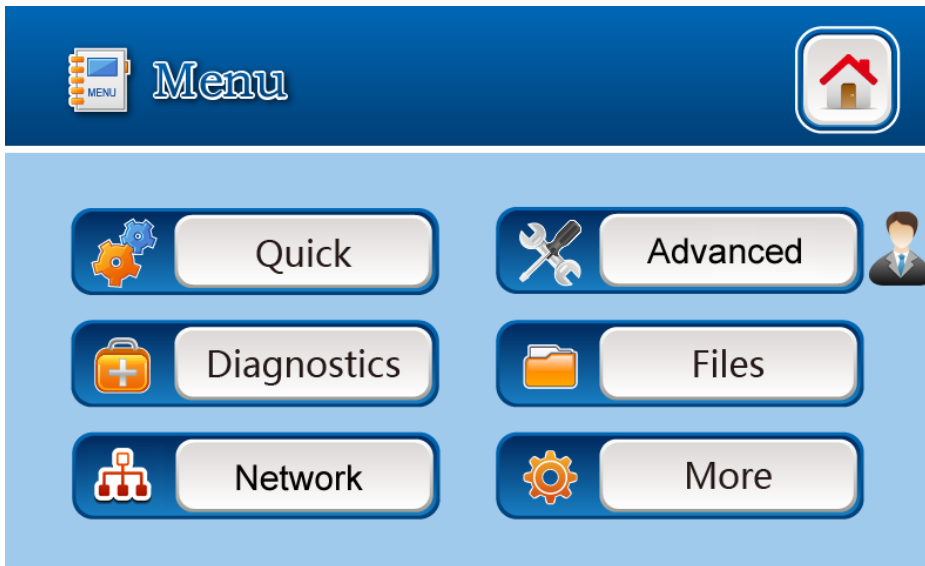 MENU
Menu
Quick
Advanced
Diagnostics
Files
Network
More